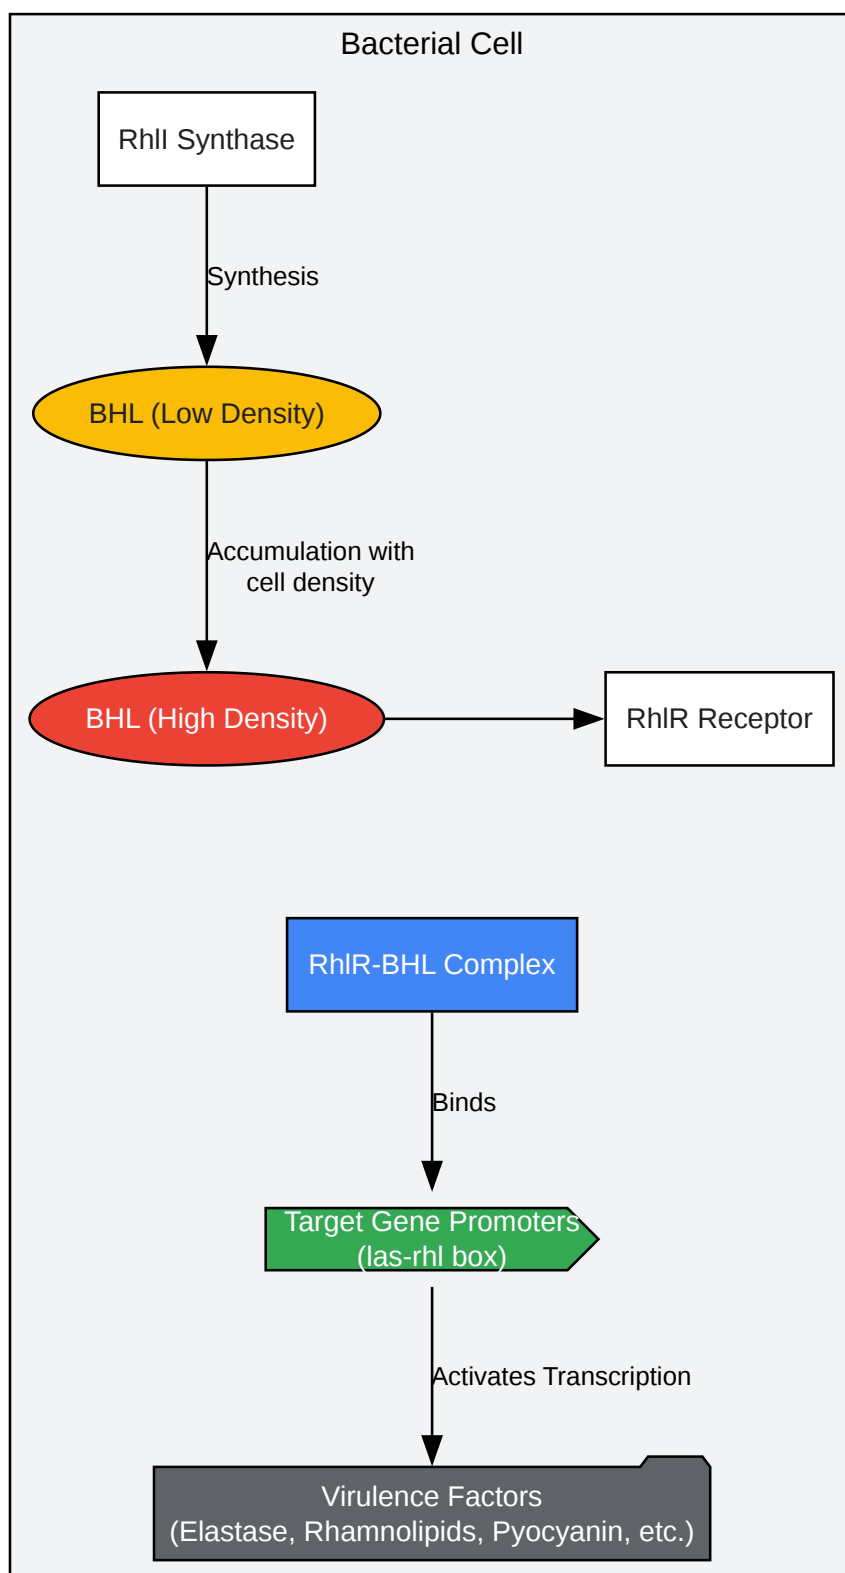 Bacterial Cell
RhlI Synthase
Synthesis
BHL (Low Density)
Accumulation with
cell density
BHL (High Density)
RhlR Receptor
RhlR-BHL Complex
Binds
Target Gene Promoters
(las-rhl box)
Activates Transcription
Virulence Factors
(Elastase, Rhamnolipids, Pyocyanin, etc.)